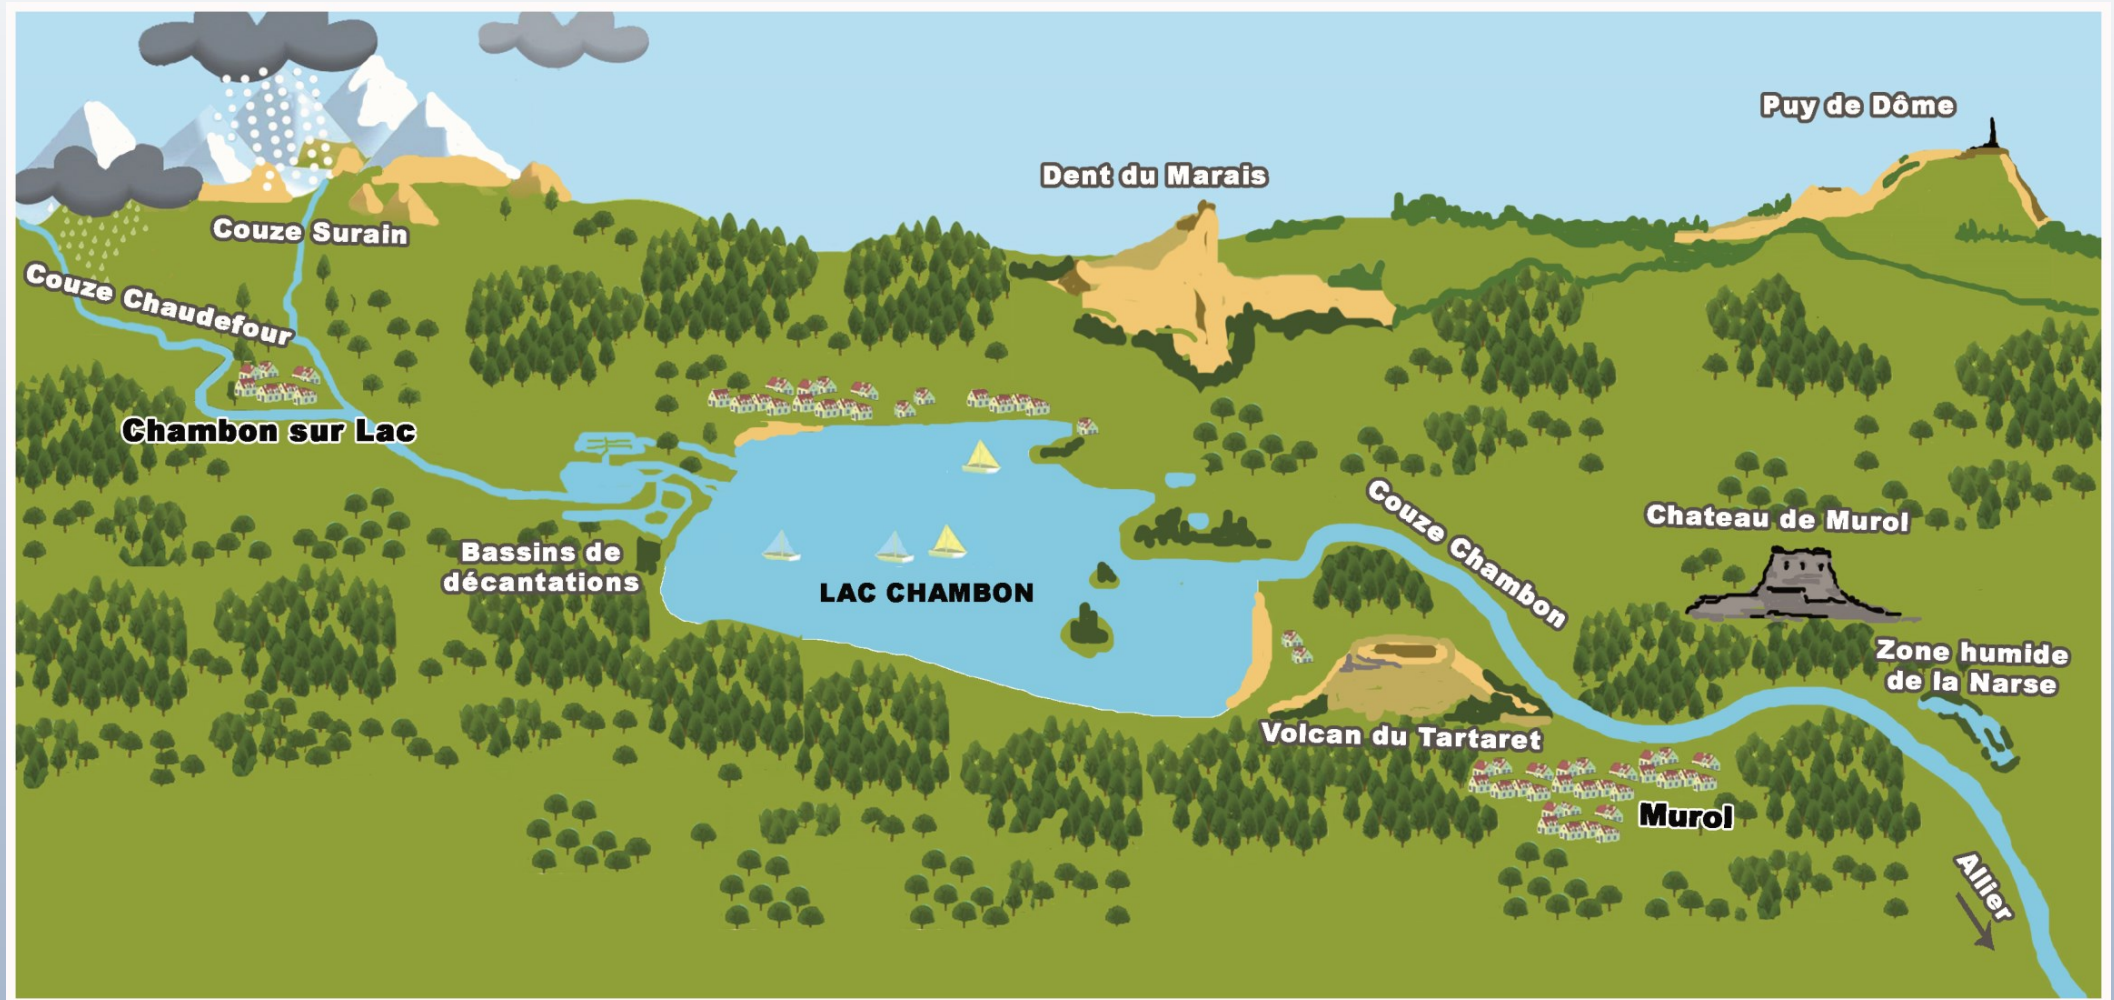 Puy de Dôme
Dent du Marais
Couze Surain
Couze Chaudefour
Chambon sur Lac
Couze Chambon
Chateau de Murol
Bassins de
décantations
LAC CHAMBON
Zone humide
de la Narse
Volcan du Tartaret
Murol
Allier